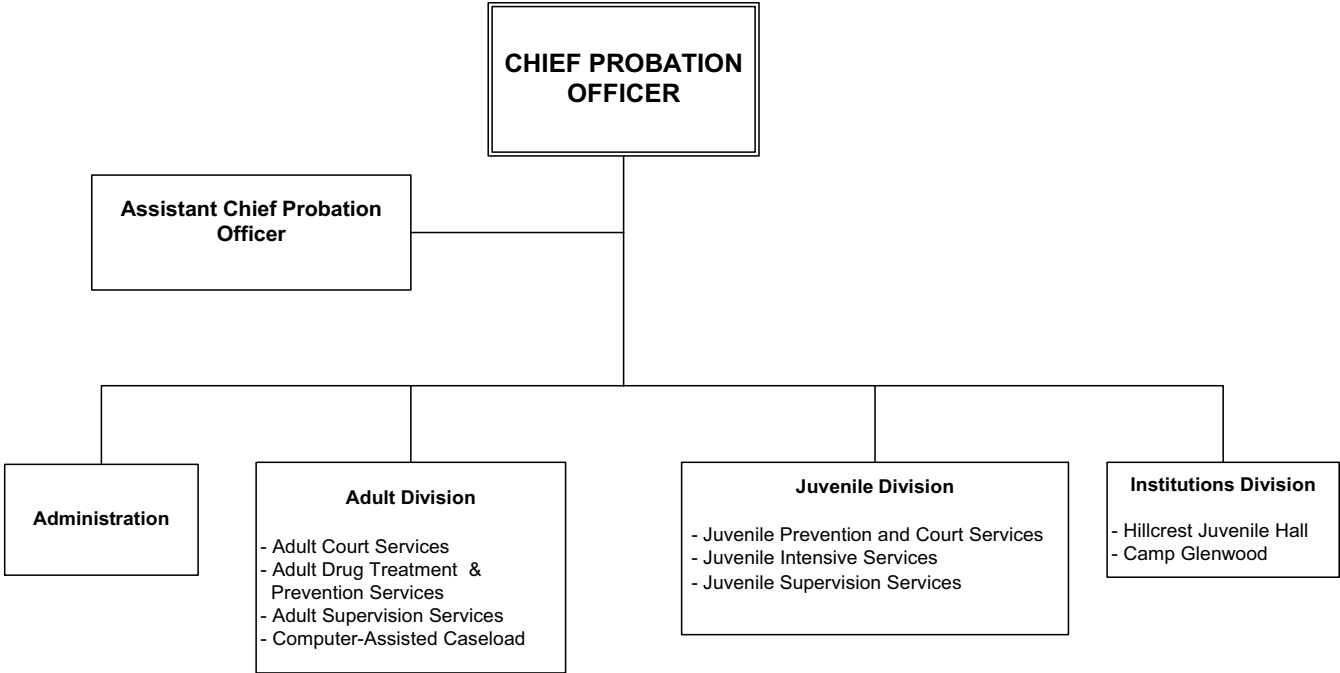 CHIEF PROBATION
OFFICER
Assistant Chief Probation
Officer
Administration
Adult Division
- Adult Court Services
- Adult Drug Treatment  &
Prevention Services
- Adult Supervision Services
- Computer-Assisted Caseload
Juvenile Division
- Juvenile Prevention and Court Services
- Juvenile Intensive Services
- Juvenile Supervision Services
Institutions Division
- Hillcrest Juvenile Hall
- Camp Glenwood